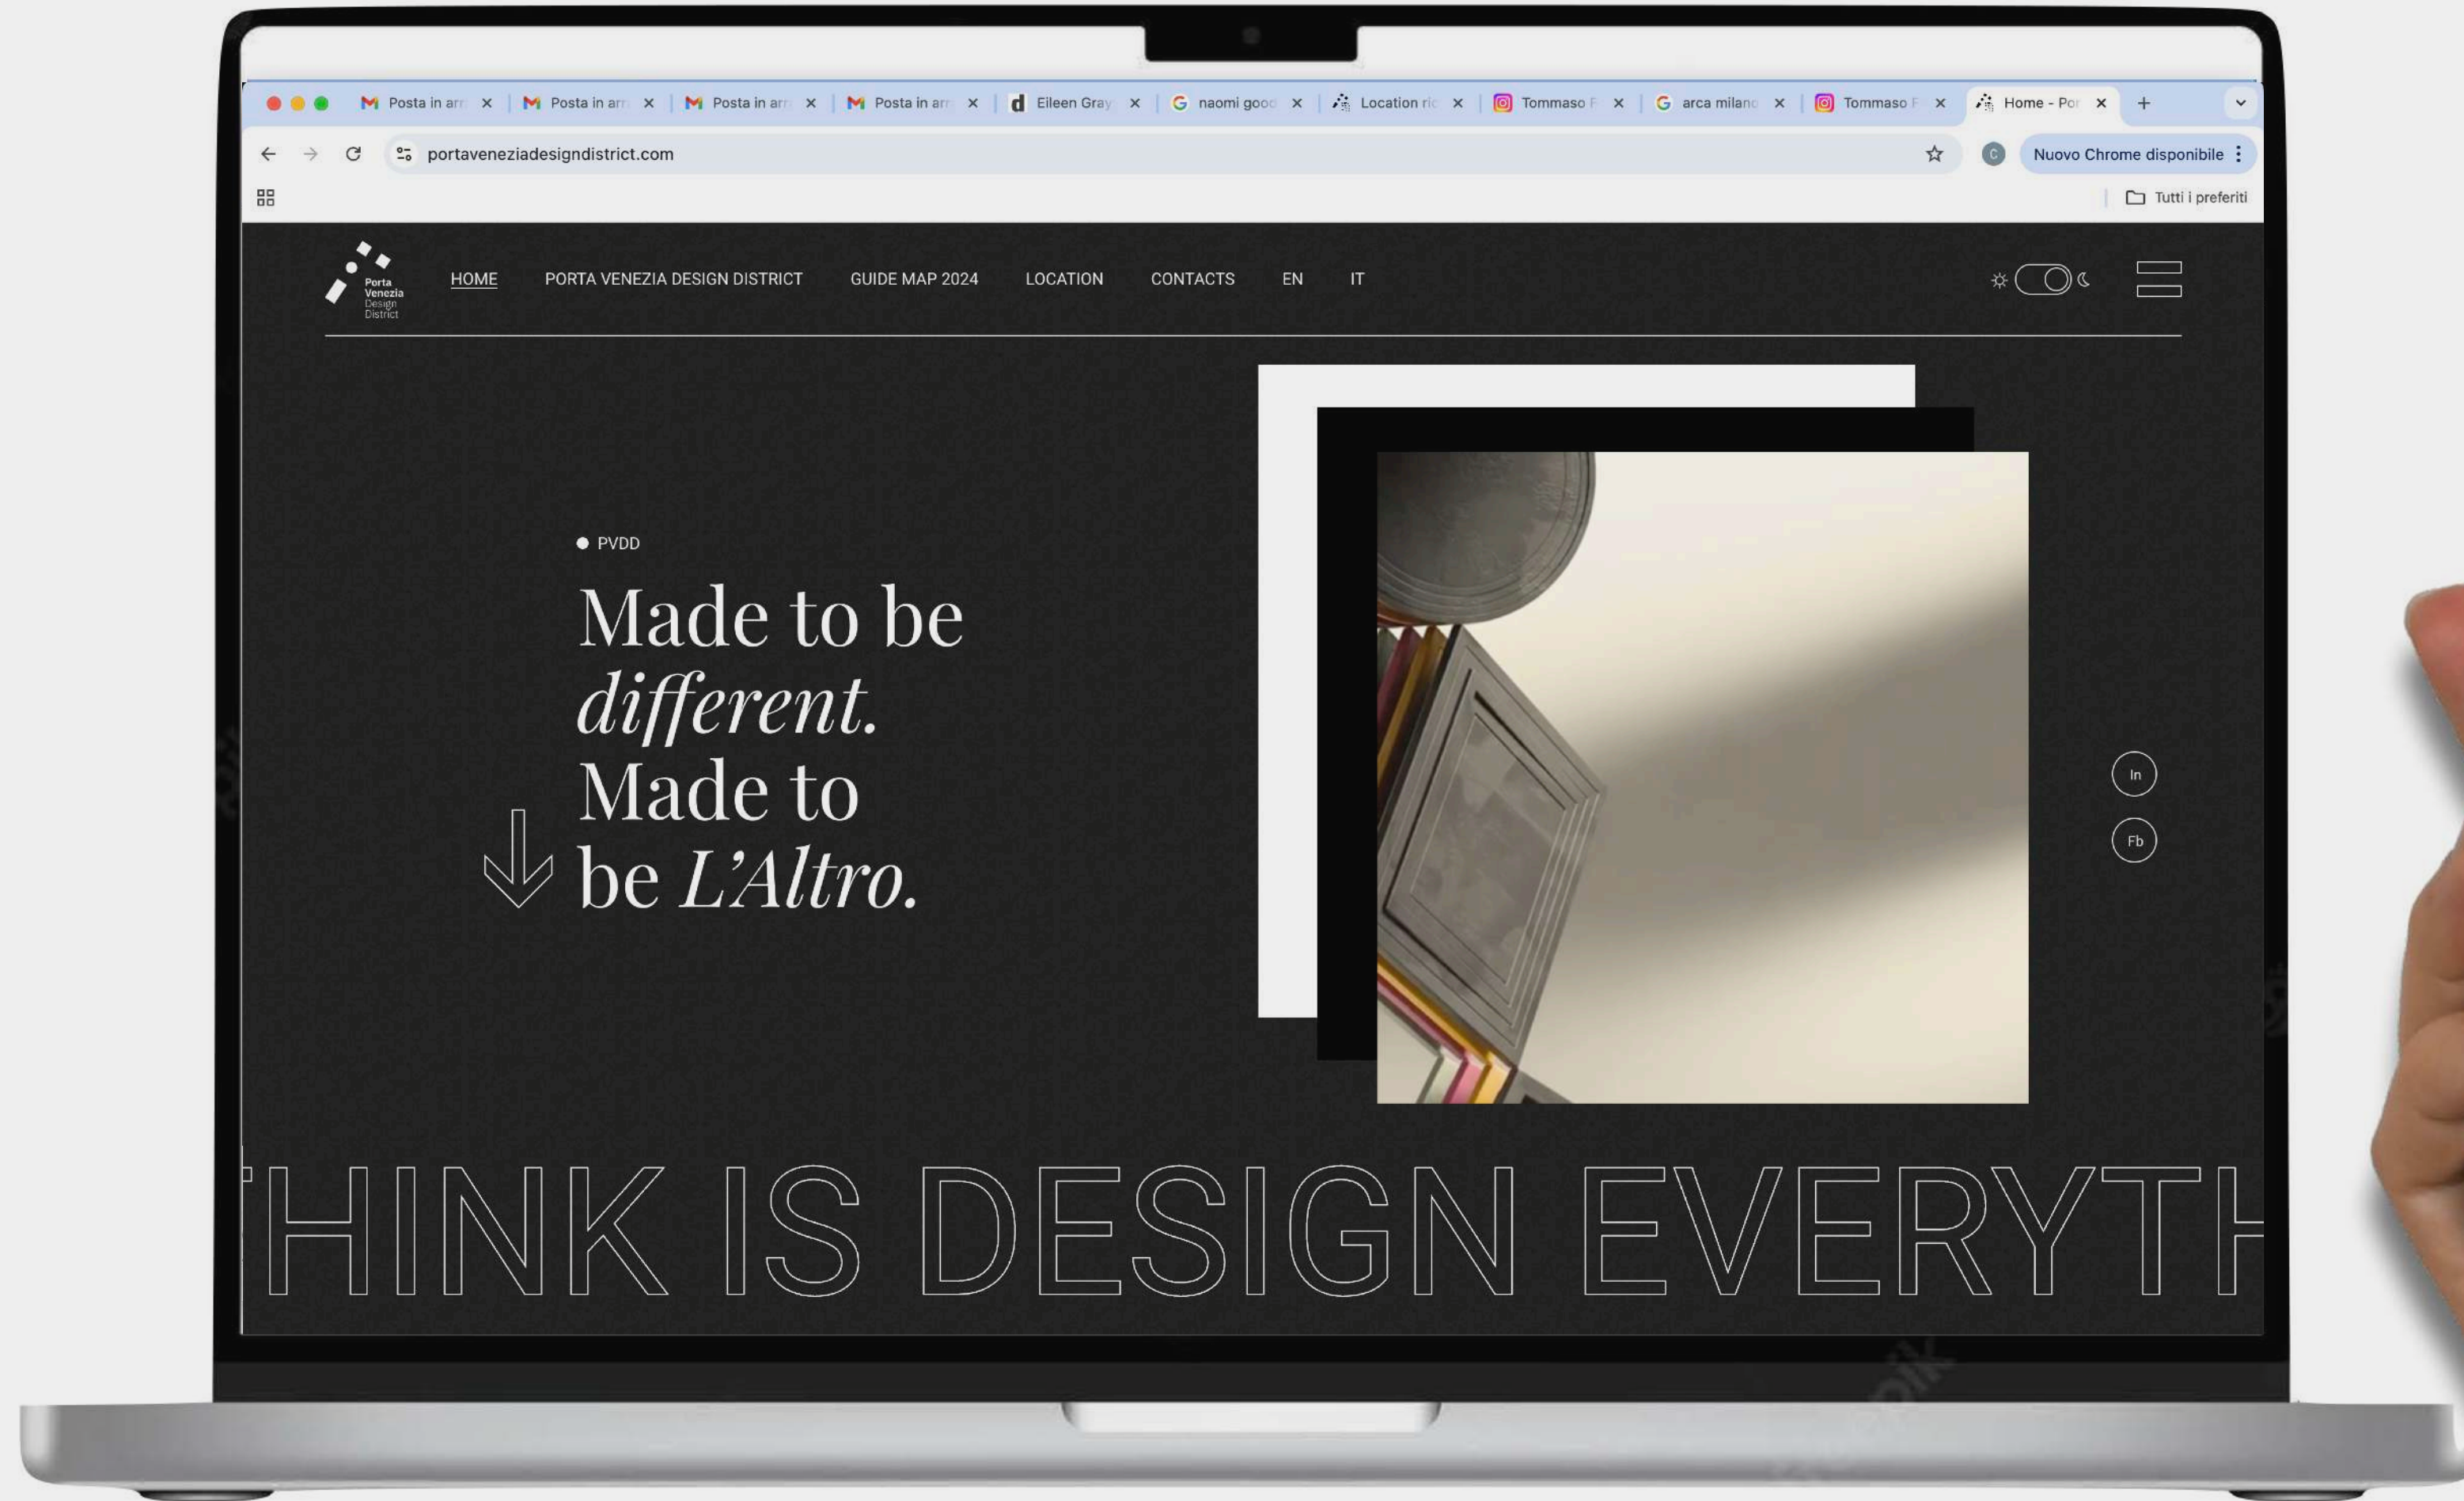 Posta in arr
Posta in arr
Posta in arr
Posta in arr
Eileen Gray
naomi good
Location ric
Tommaso F
arca milano
Tommaso F
Home - Por
portaveneziadesigndistrict.com
C
Nuovo Chrome disponibile
Tutti i preferiti
Porta
Venezia
Design
District
HOME
PORTA VENEZIA DESIGN DISTRICT
GUIDE MAP 2024
LOCATION
CONTACTS
EN
IT
PVDD
Made to be
different.
Made to
be L’Altro.
In
Fb
THINK IS DESIGN EVERYTH